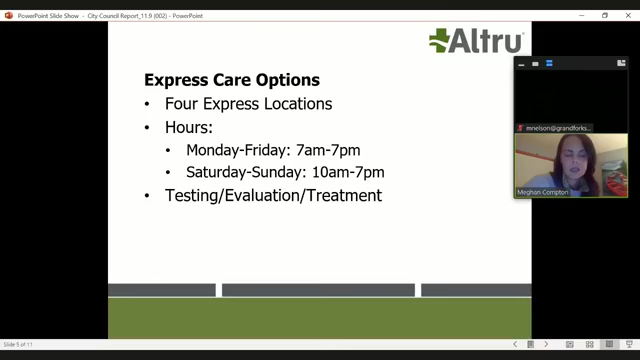 PowerPoint Slide Show - City Council Report_11.9 (002) - PowerPoint
Altru
Express Care Options
• Four Express Locations
• Hours:
• Monday-Friday: 7am-7pm
• Saturday-Sunday: 10am-7pm
• Testing/Evaluation/Treatment
mnelson@grandforks...
Meghan Compton
Slide 5 of 11